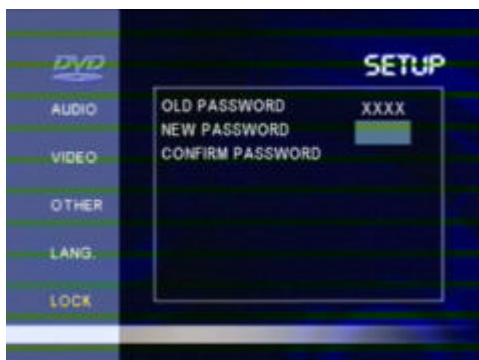 DVD
SETUP
AUDIO
VIDEO
OTHER
LANG.
LOCK
OLD PASSWORD XXXX
NEW PASSWORD
CONFIRM PASSWORD